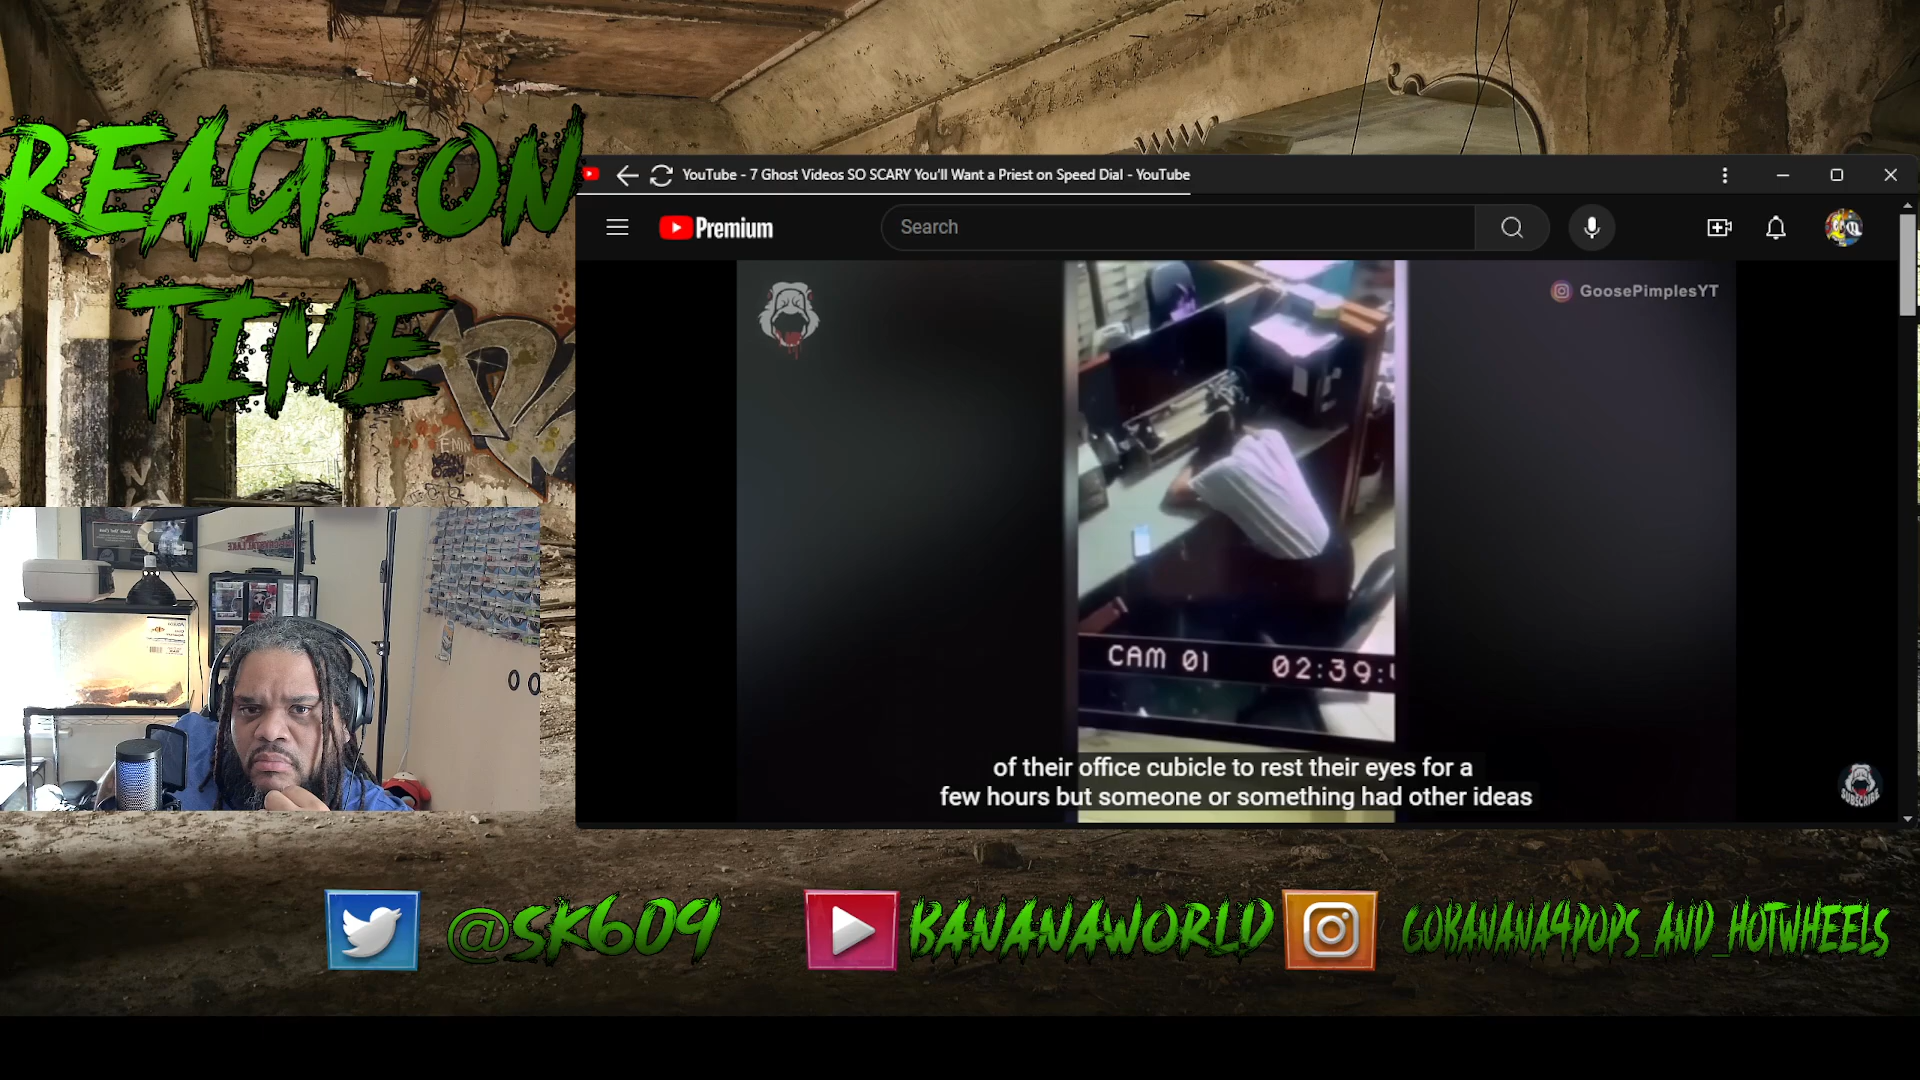 REACTION
TIME
YouTube - 7 Ghost Videos SO SCARY You'll Want a Priest on Speed Dial - YouTube
Premium
Search
GoosePimplesYT
CAM 01 02:39:
of their office cubicle to rest their eyes for a
few hours but someone or something had other ideas
SUBSCRIBE
@SK609
BANANAWORLD
GOBANANA4POPS_AND_HOTWHEELS